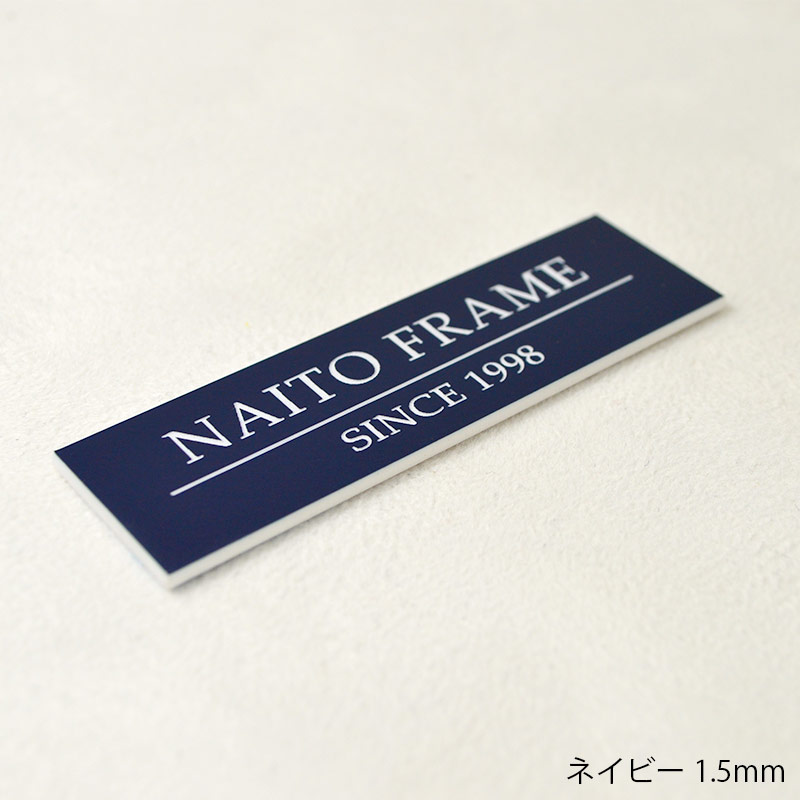 NAITO FRAME
SINCE 1998
ネイビー 1.5mm